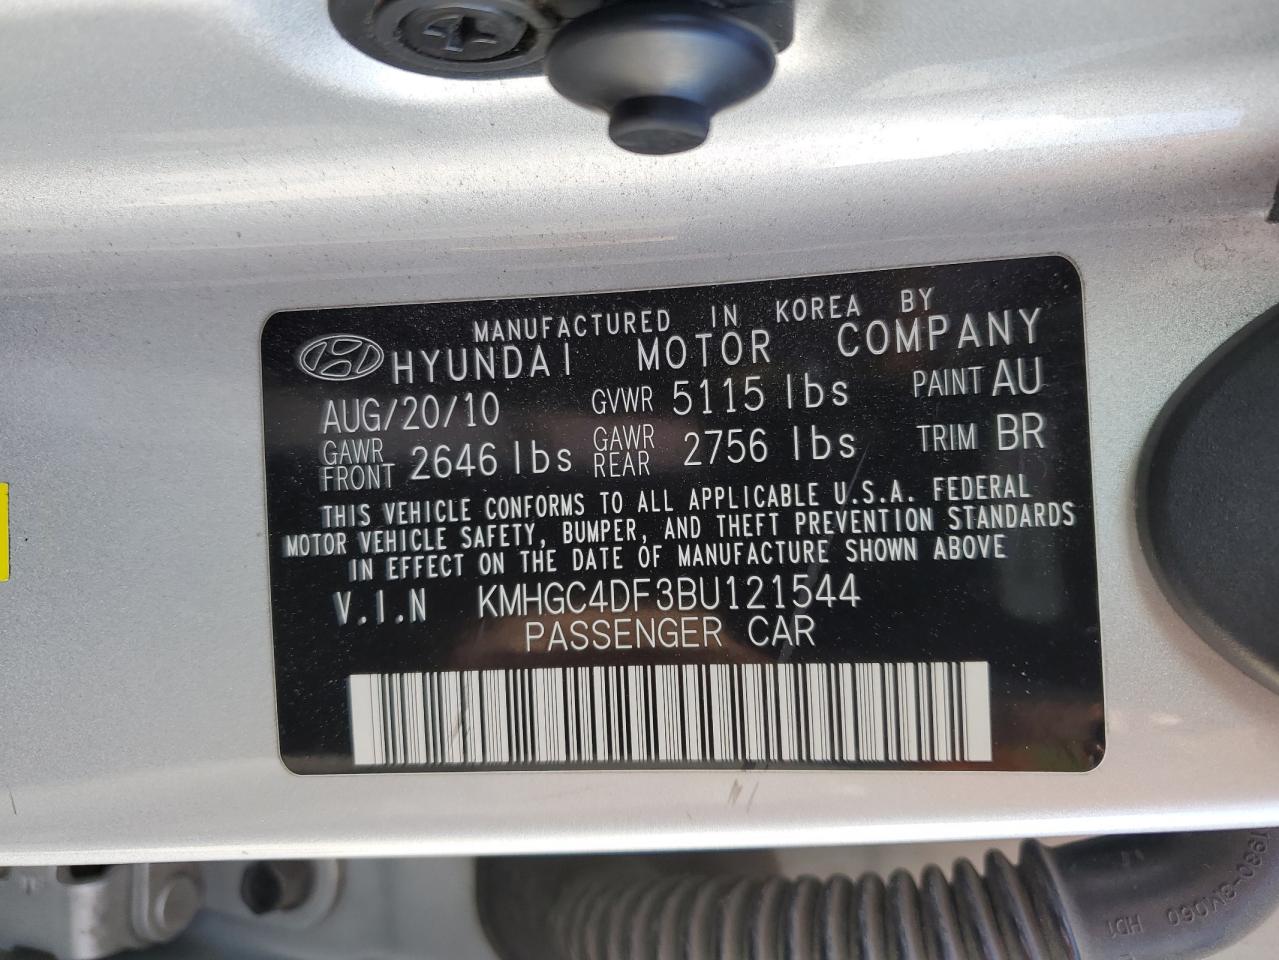 MANUFACTURED IN KOREA BY
HYUNDAI MOTOR COMPANY
AUG/20/10 GVWR 5115 lbs PAINT AU
GAWR FRONT 2646 lbs GAWR REAR 2756 lbs TRIM BR
THIS VEHICLE CONFORMS TO ALL APPLICABLE U.S.A. FEDERAL
MOTOR VEHICLE SAFETY, BUMPER, AND THEFT PREVENTION STANDARDS
IN EFFECT ON THE DATE OF MANUFACTURE SHOWN ABOVE
V.I.N KMHGC4DF3BU121544
PASSENGER CAR
HD1